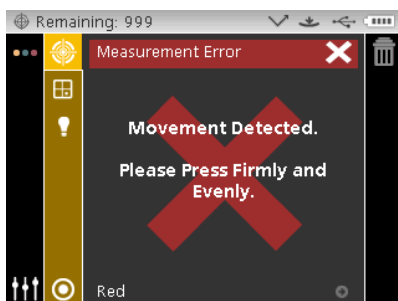 Remaining: 999
Measurement Error
Movement Detected.
Please Press Firmly and
Evenly.
Red